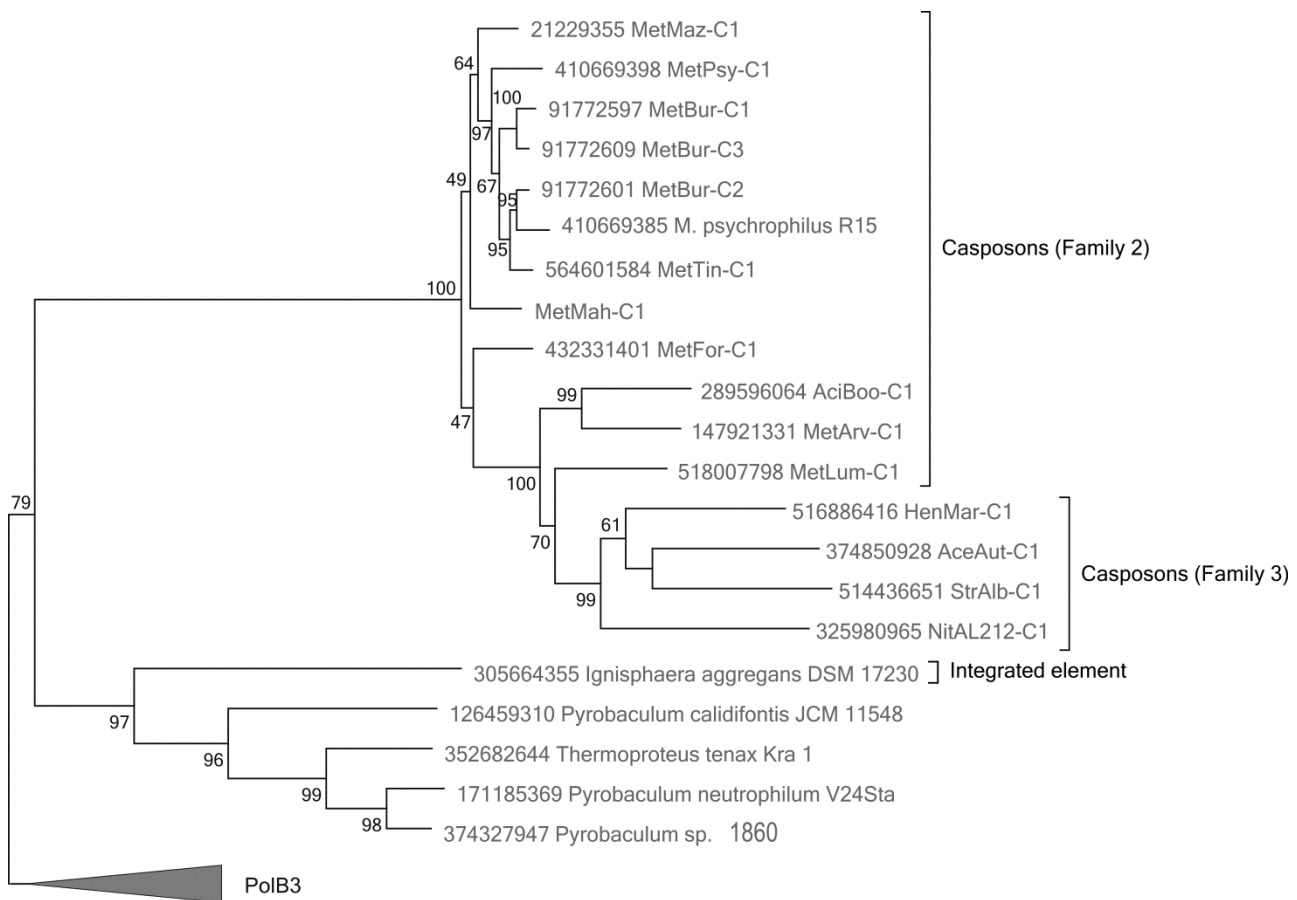 21229355 MetMaz-C1
64
410669398 MetPsy-C1
100
91772597 MetBur-C1
97
91772609 MetBur-C3
49
67
91772601 MetBur-C2
95
410669385 M. psychrophilus R15
95
Casposons (Family 2)
564601584 MetTin-C1
100
MetMah-C1
432331401 MetFor-C1
289596064 AciBoo-C1
99
47
147921331 MetArv-C1
518007798 MetLum-C1
100
79
516886416 HenMar-C1
61
70
374850928 AceAut-C1
Casposons (Family 3)
514436651 StrAlb-C1
99
325980965 NitAL212-C1
305664355 Ignisphaera aggregans DSM 17230
Integrated element
97
126459310 Pyrobaculum calidifontis JCM 11548
96
352682644 Thermoproteus tenax Kra 1
99
171185369 Pyrobaculum neutrophilum V24Sta
98
374327947 Pyrobaculum sp. 1860
PolB3